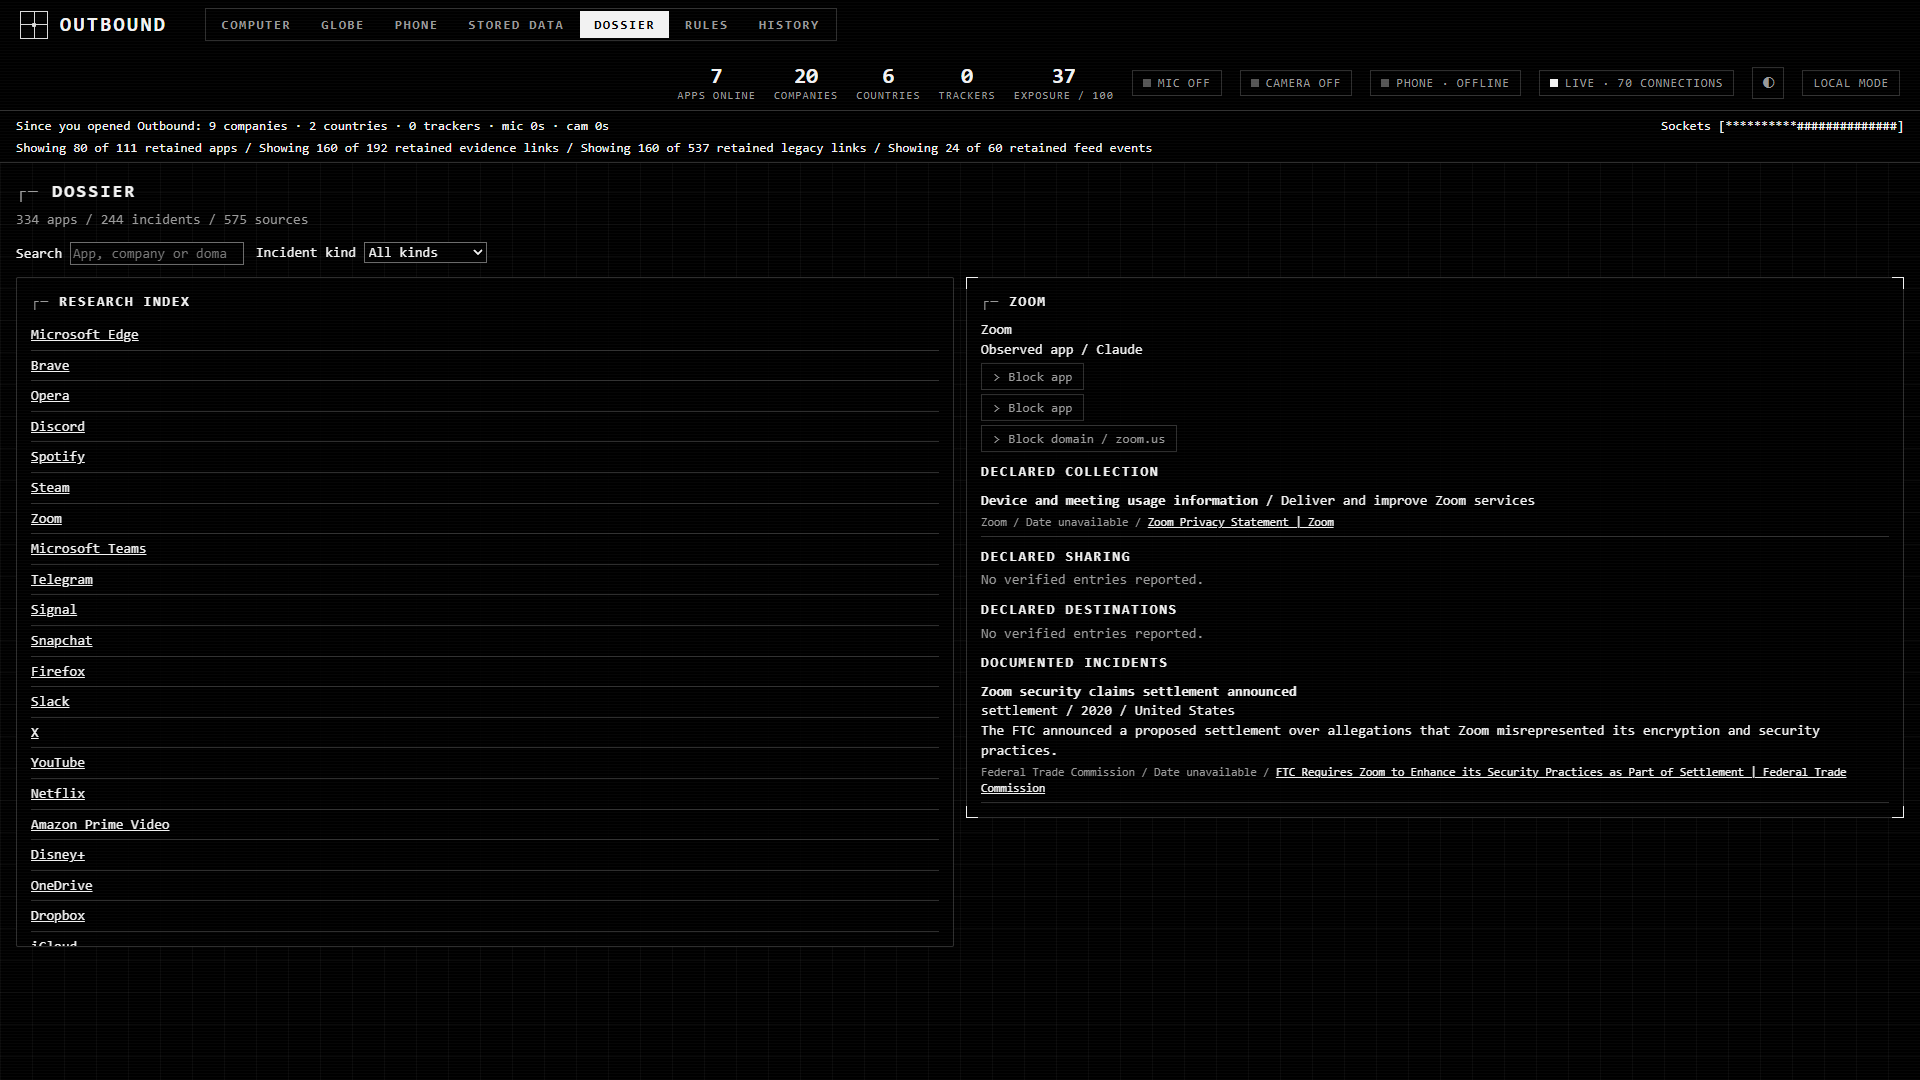 OUTBOUND
COMPUTER GLOBE PHONE STORED DATA DOSSIER RULES HISTORY
7 20 6 0 37
APPS ONLINE COMPANIES COUNTRIES TRACKERS EXPOSURE / 100
MIC OFF CAMERA OFF PHONE · OFFLINE LIVE · 70 CONNECTIONS LOCAL MODE
Since you opened Outbound: 9 companies · 2 countries · 0 trackers · mic 0s · cam 0s
Sockets [**********##############]
Showing 80 of 111 retained apps / Showing 160 of 192 retained evidence links / Showing 160 of 537 retained legacy links / Showing 24 of 60 retained feed events
DOSSIER
334 apps / 244 incidents / 575 sources
Search App, company or doma Incident kind All kinds
RESEARCH INDEX
Microsoft Edge
Brave
Opera
Discord
Spotify
Steam
Zoom
Microsoft Teams
Telegram
Signal
Snapchat
Firefox
Slack
X
YouTube
Netflix
Amazon Prime Video
Disney+
OneDrive
Dropbox
iCloud
ZOOM
Zoom
Observed app / Claude
> Block app
> Block app
> Block domain / zoom.us
DECLARED COLLECTION
Device and meeting usage information / Deliver and improve Zoom services
Zoom / Date unavailable / Zoom Privacy Statement | Zoom
DECLARED SHARING
No verified entries reported.
DECLARED DESTINATIONS
No verified entries reported.
DOCUMENTED INCIDENTS
Zoom security claims settlement announced
settlement / 2020 / United States
The FTC announced a proposed settlement over allegations that Zoom misrepresented its encryption and security
practices.
Federal Trade Commission / Date unavailable / FTC Requires Zoom to Enhance its Security Practices as Part of Settlement | Federal Trade
Commission